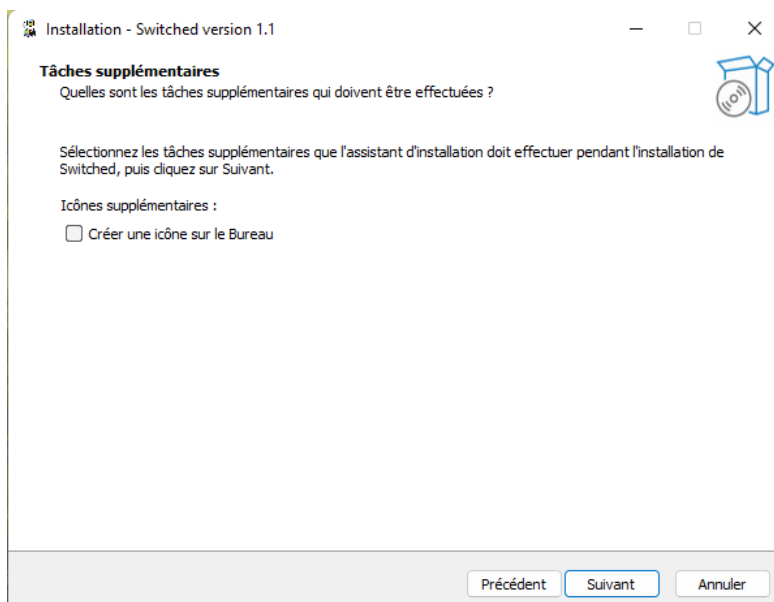 Installation - Switched version 1.1
Tâches supplémentaires
Quelles sont les tâches supplémentaires qui doivent être effectuées ?
Sélectionnez les tâches supplémentaires que l'assistant d'installation doit effectuer pendant l'installation de
Switched, puis cliquez sur Suivant.
Icônes supplémentaires :
Créer une icône sur le Bureau
Précédent
Suivant
Annuler